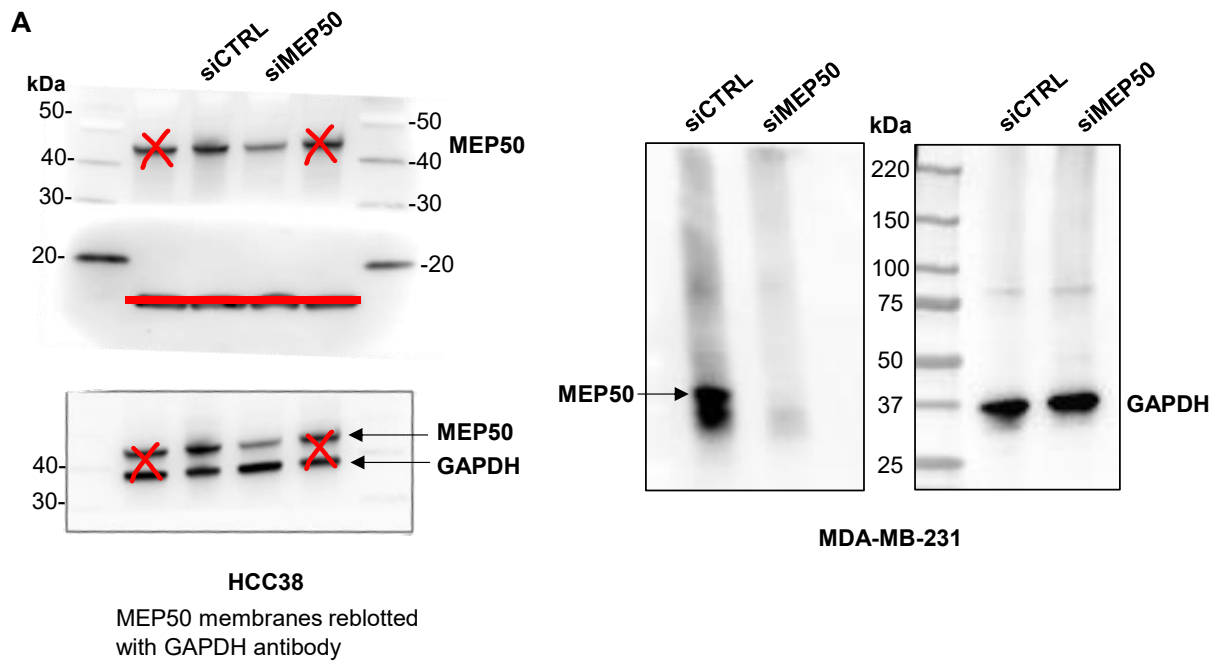 A
siCTRL
siMEP50
kDa
50-
40-
30-
20-
-50
-40
-30
-20
MEP50
40-
30-
MEP50
GAPDH
HCC38
MEP50 membranes reblotted
with GAPDH antibody
siCTRL
siMEP50
MEP50
kDa
220
150
100
75
50
37
25
siCTRL
siMEP50
GAPDH
MDA-MB-231